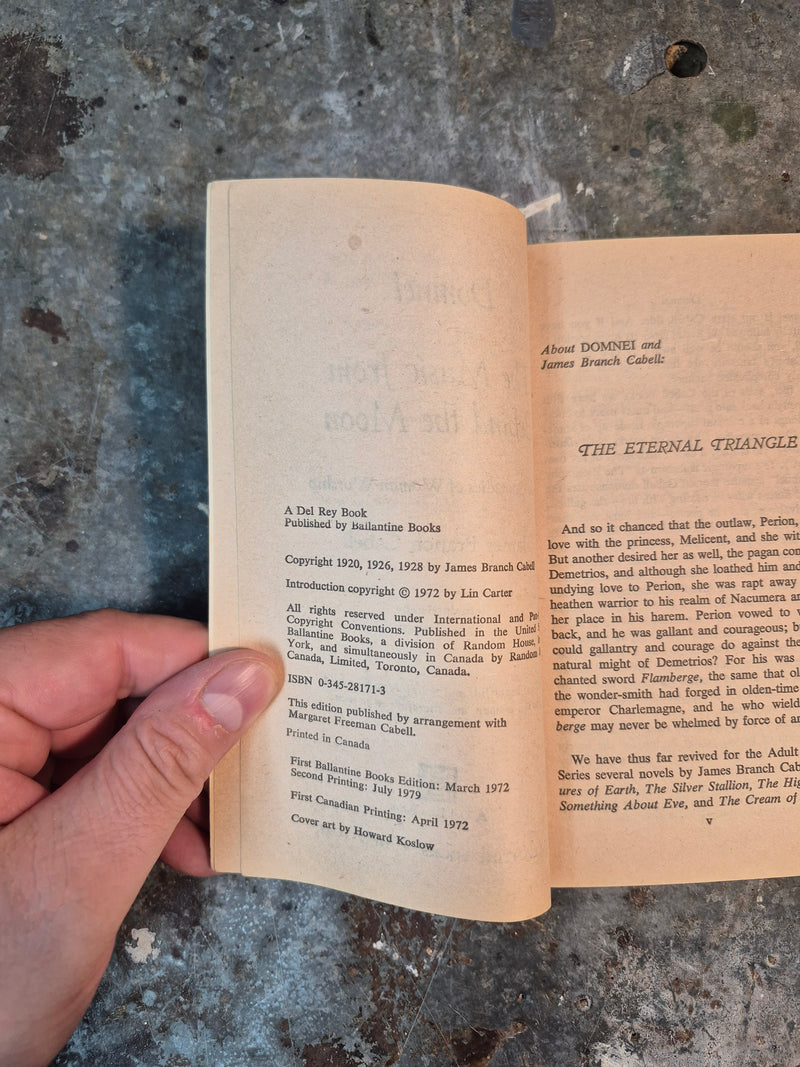 A Del Rey Book
Published by Ballantine Books
Copyright 1920, 1926, 1928 by James Branch Cabell
Introduction copyright © 1972 by Lin Carter
All rights reserved under International and
Copyright Conventions. Published in the United
Ballantine Books, a division of Random House,
York, and simultaneously in Canada by Random
Canada, Limited, Toronto, Canada.
ISBN 0-345-28171-3
This edition published by arrangement with
Margaret Freeman Cabell.
Printed in Canada
First Ballantine Books Edition: March 1972
Second Printing: July 1979
First Canadian Printing: April 1972
Cover art by Howard Koslow
About DOMNEI and
James Branch Cabell:
THE ETERNAL TRIANGLE
And so it chanced that the outlaw, Perion,
love with the princess, Melicent, and she
But another desired her as well, the pagan
Demetrios, and although she loathed him and
undying love to Perion, she was rapt away
heathen warrior to his realm of Nacumera
her place in his harem. Perion vowed to
back, and he was gallant and courageous;
could gallantry and courage do against the
natural might of Demetrios? For his was
chanted sword Flamberge, the same that
the wonder-smith had forged in olden-time
emperor Charlemagne, and he who
berge may never be whelmed by force of
We have thus far revived for the Adult
Series several novels by James Branch
ures of Earth, The Silver Stallion, The
Something About Eve, and The Cream of
v